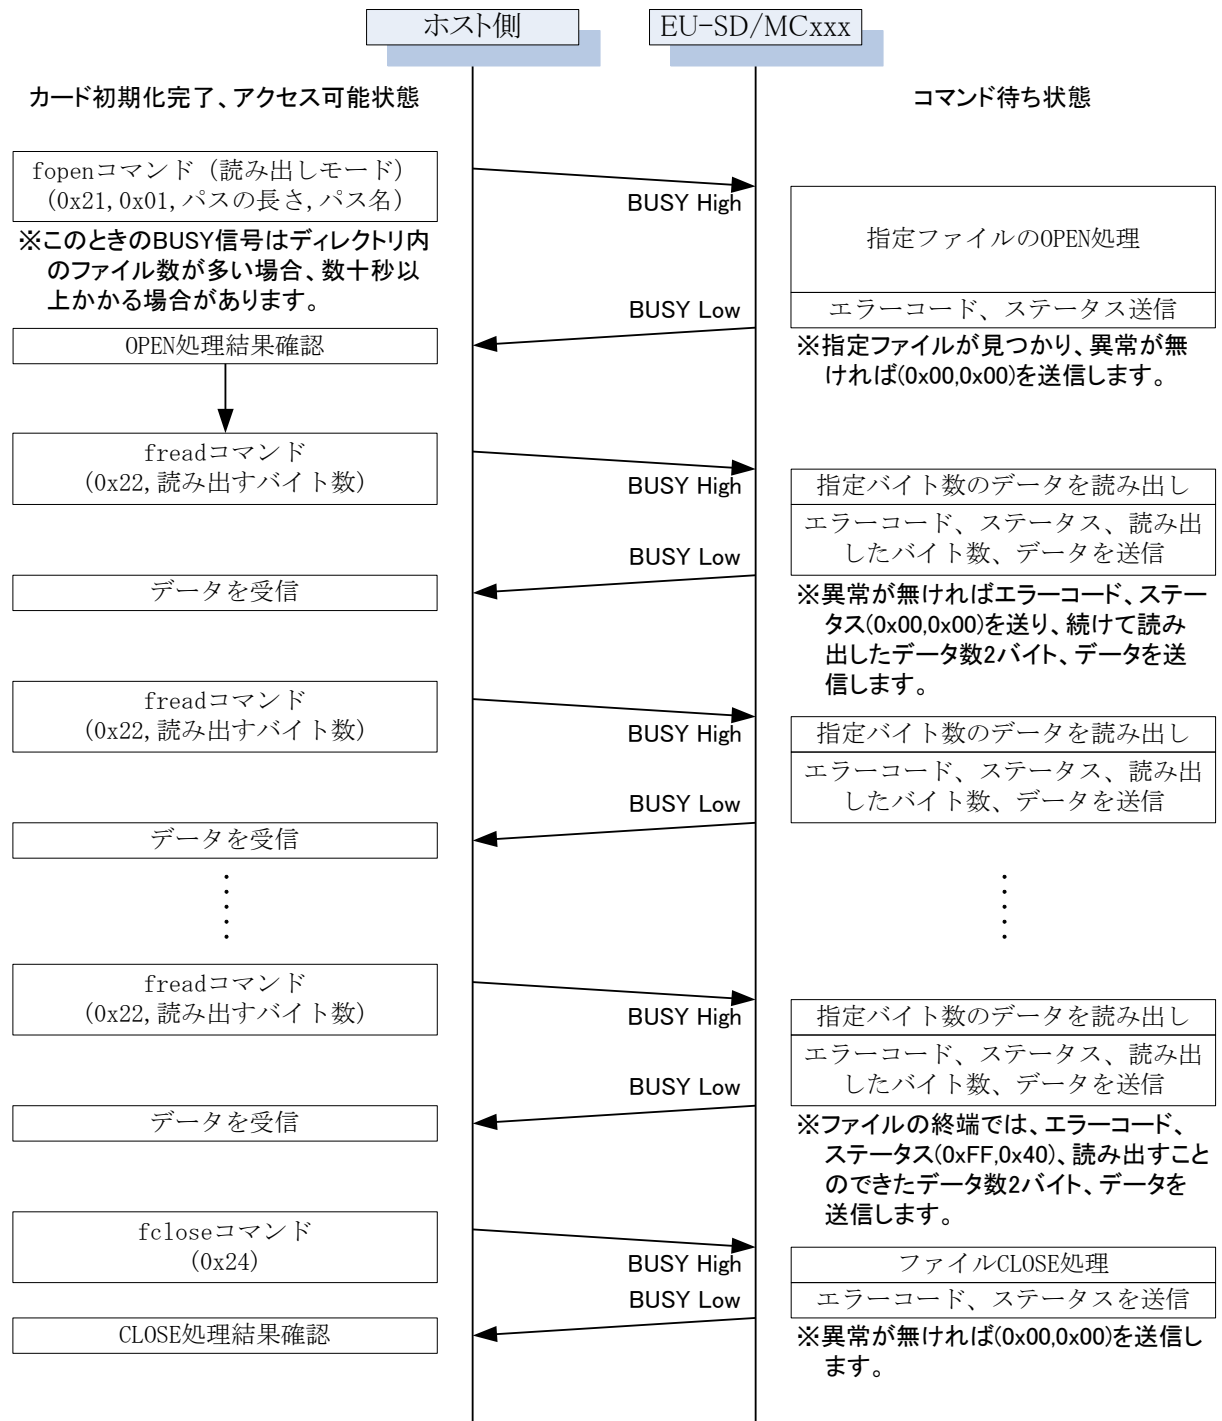 ホスト側
EU-SD/MCxxx
カード初期化完了、アクセス可能状態
コマンド待ち状態
fopenコマンド(読み出しモード)
(0x21,0x01,パスの長さ,パス名)
BUSY High
※このときのBUSY信号はディレクトリ内
のファイル数が多い場合、数十秒以
上かかる場合があります。
指定ファイルのOPEN処理
エラーコード、ステータス送信
BUSY Low
OPEN処理結果確認
※指定ファイルが見つかり、異常が無
ければ(0x00,0x00)を送信します。
freadコマンド
(0x22,読み出すバイト数)
BUSY High
指定バイト数のデータを読み出し
エラーコード、ステータス、読み出
したバイト数、データを送信
BUSY Low
データを受信
※異常が無ければエラーコード、ステー
タス(0x00,0x00)を送り、続けて読み
出したデータ数2バイト、データを送
信します。
freadコマンド
(0x22,読み出すバイト数)
BUSY High
指定バイト数のデータを読み出し
エラーコード、ステータス、読み出
したバイト数、データを送信
BUSY Low
データを受信
freadコマンド
(0x22,読み出すバイト数)
BUSY High
指定バイト数のデータを読み出し
エラーコード、ステータス、読み出
したバイト数、データを送信
BUSY Low
データを受信
※ファイルの終端では、エラーコード、
ステータス(0xFF,0x40)、読み出すこと
のできたデータ数2バイト、データを
送信します。
fcloseコマンド
(0x24)
BUSY High
ファイルCLOSE処理
エラーコード、ステータスを送信
BUSY Low
CLOSE処理結果確認
※異常が無ければ(0x00,0x00)を送信し
ます。